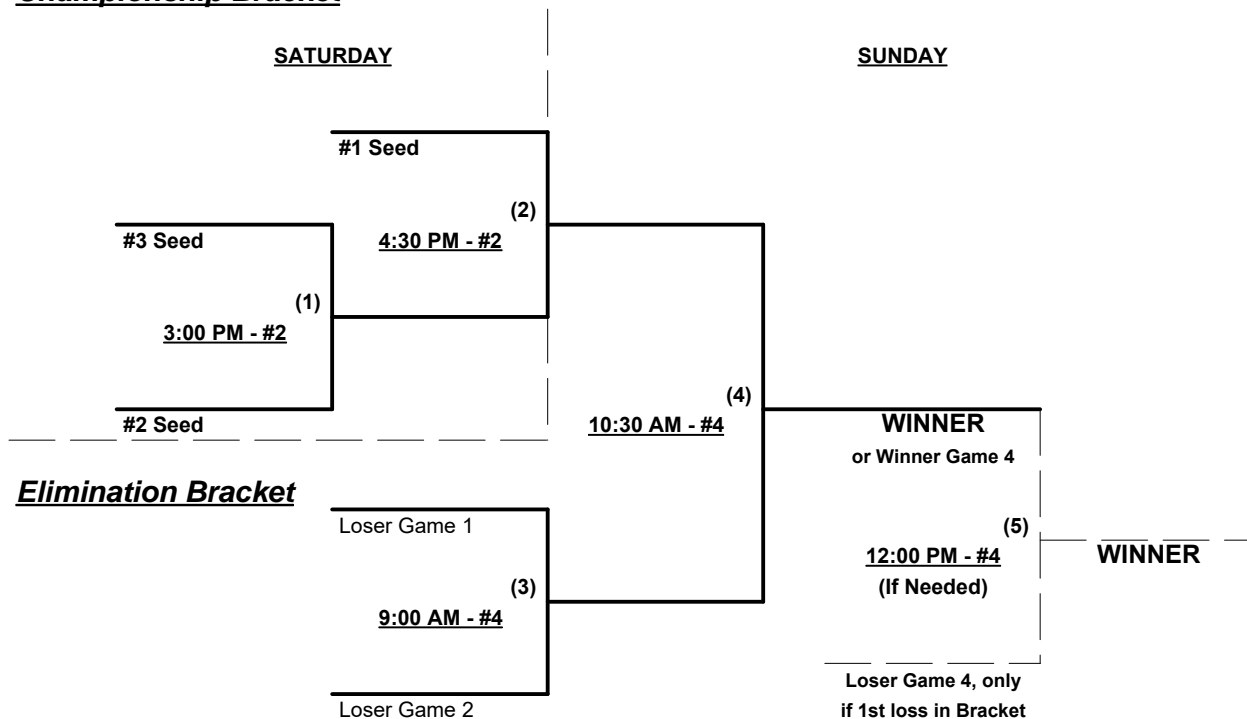 SATURDAY
SUNDAY
#1 Seed
(2)
4:30 PM - #2
#3 Seed
(1)
3:00 PM - #2
#2 Seed
(4)
10:30 AM - #4
WINNER
or Winner Game 4
Elimination Bracket
Loser Game 1
(5)
12:00 PM - #4
(If Needed)
WINNER
(3)
9:00 AM - #4
Loser Game 2
Loser Game 4, only
if 1st loss in Bracket